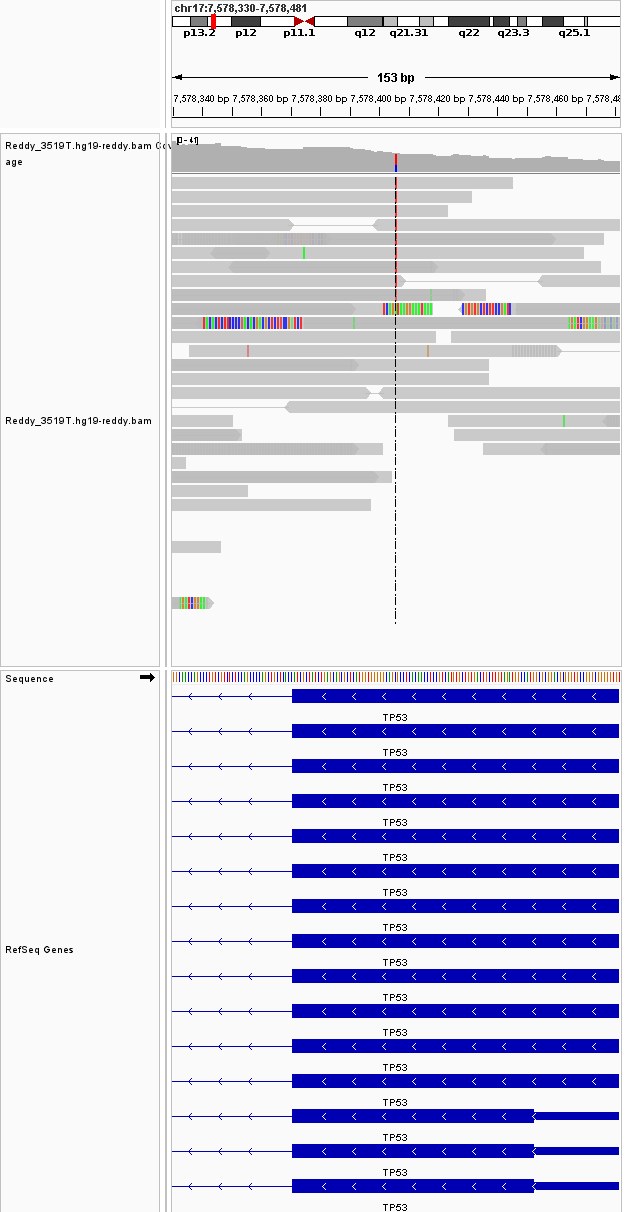 chr17:7,578,330-7,578,481
p13.2 p12 p11.1 q12 q21.31 q22 q23.3 q25.1
153 bp
7,578,340 bp 7,578,360 bp 7,578,380 bp 7,578,400 bp 7,578,420 bp 7,578,440 bp 7,578,460 bp 7,578,48
Reddy_3519T.hg19-reddy.bam Cov
age
Reddy_3519T.hg19-reddy.bam
Sequence
TP53
TP53
TP53
TP53
TP53
TP53
TP53
TP53
RefSeq Genes
TP53
TP53
TP53
TP53
TP53
TP53
TP53